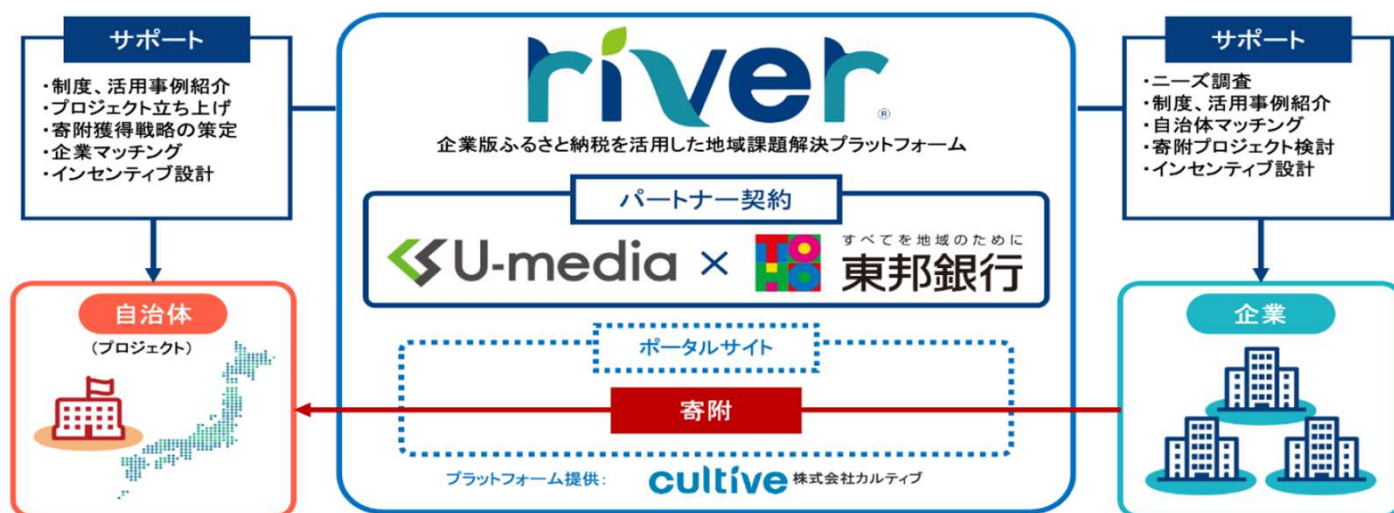 サポート
・制度、活用事例紹介
・プロジェクト立ち上げ
・寄附獲得戦略の策定
・企業マッチング
・インセンティブ設計
自治体
(プロジェクト)
river®
企業版ふるさと納税を活用した地域課題解決プラットフォーム
パートナー契約
U-media × TOHO すべてを地域のために
東邦銀行
ポータルサイト
寄附
プラットフォーム提供: cultive 株式会社カルティブ
サポート
・ニーズ調査
・制度、活用事例紹介
・自治体マッチング
・寄附プロジェクト検討
・インセンティブ設計
企業